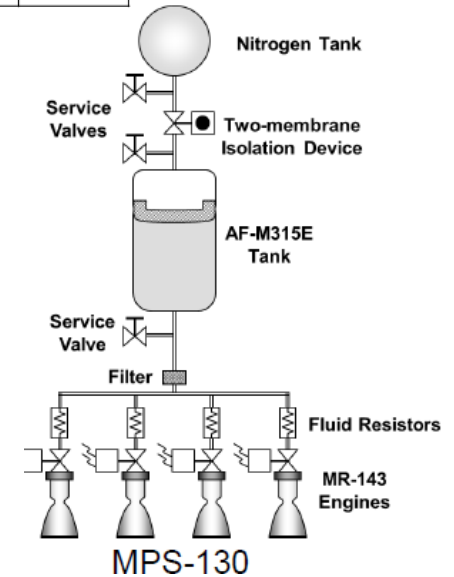 Nitrogen Tank
Service
Valves
Two-membrane
Isolation Device
AF-M315E
Tank
Service
Valve
Filter
Fluid Resistors
MR-143
Engines
MPS-130